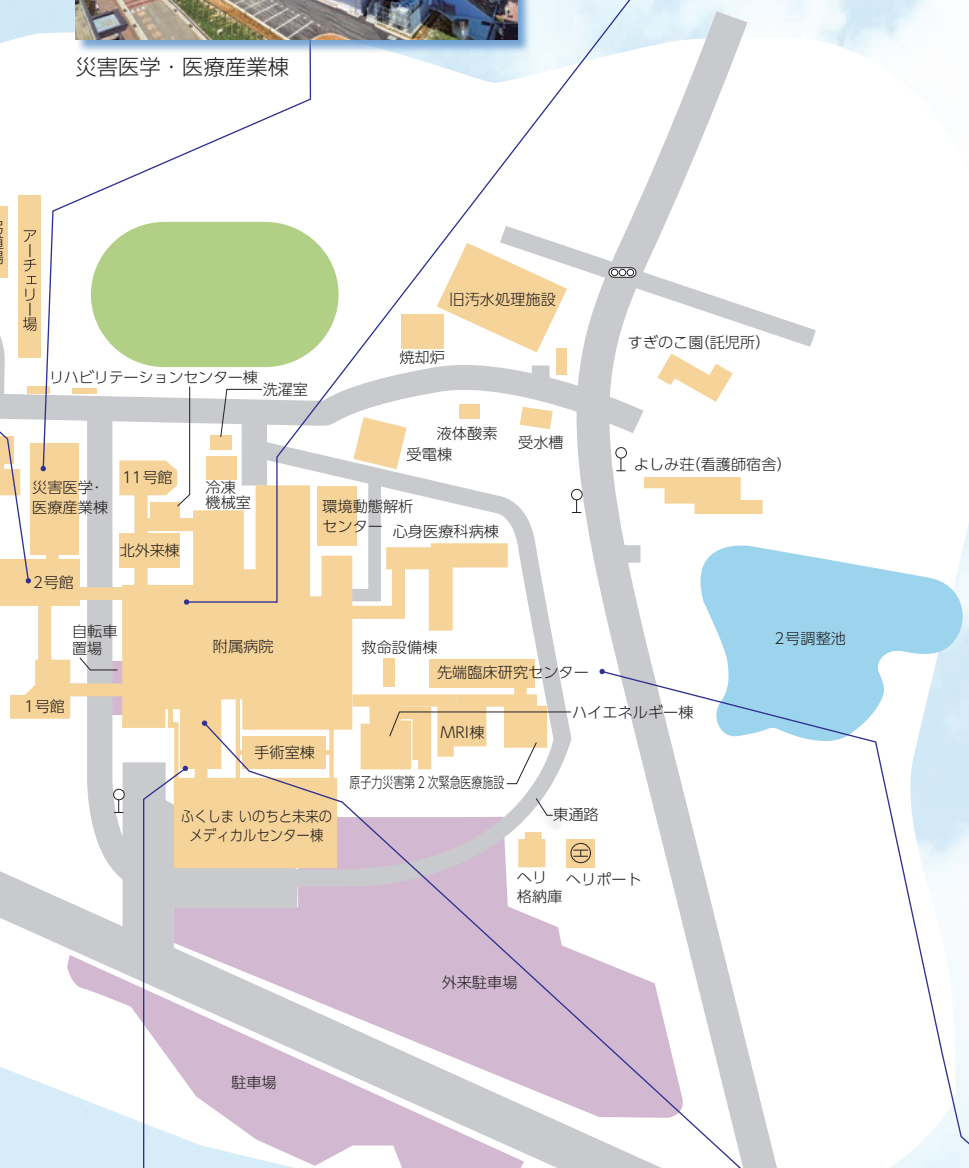 災害医学・医療産業棟
アーチェリー場
旧汚水処理施設
焼却炉
すぎのこ園(託児所)
リハビリテーションセンター棟
洗濯室
液体酸素
受水槽
受電棟
よしみ荘(看護師宿舎)
11号館
冷凍
機械室
災害医学・
医療産業棟
環境動態解析
センター
心身医療科病棟
北外来棟
2号館
自転車
置場
附属病院
救命設備棟
2号調整池
先端臨床研究センター
1号館
ハイエネルギー棟
MRI棟
手術室棟
原子力災害第2次緊急医療施設
ふくしま いのちと未来の
メディカルセンター棟
東通路
ヘリ
格納庫
ヘリポート
外来駐車場
駐車場